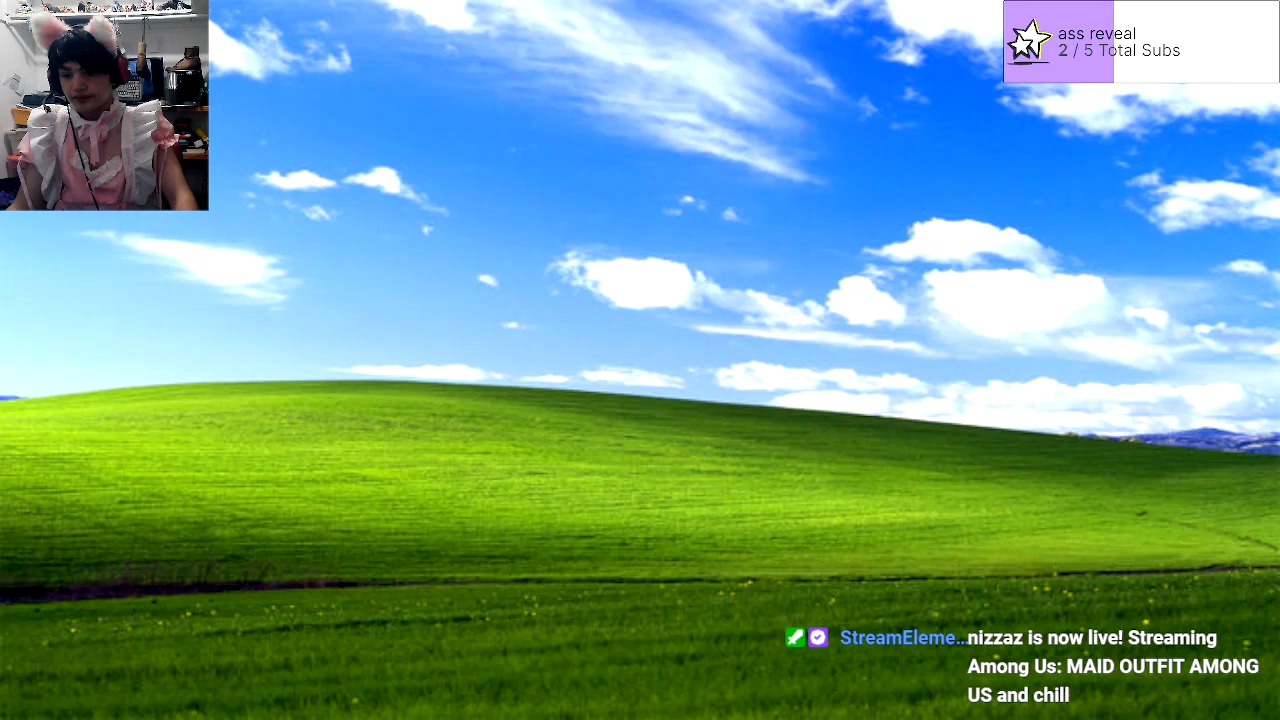 ass reveal
2 / 5 Total Subs
StreamEleme...nizzaz is now live! Streaming
Among Us: MAID OUTFIT AMONG
US and chill